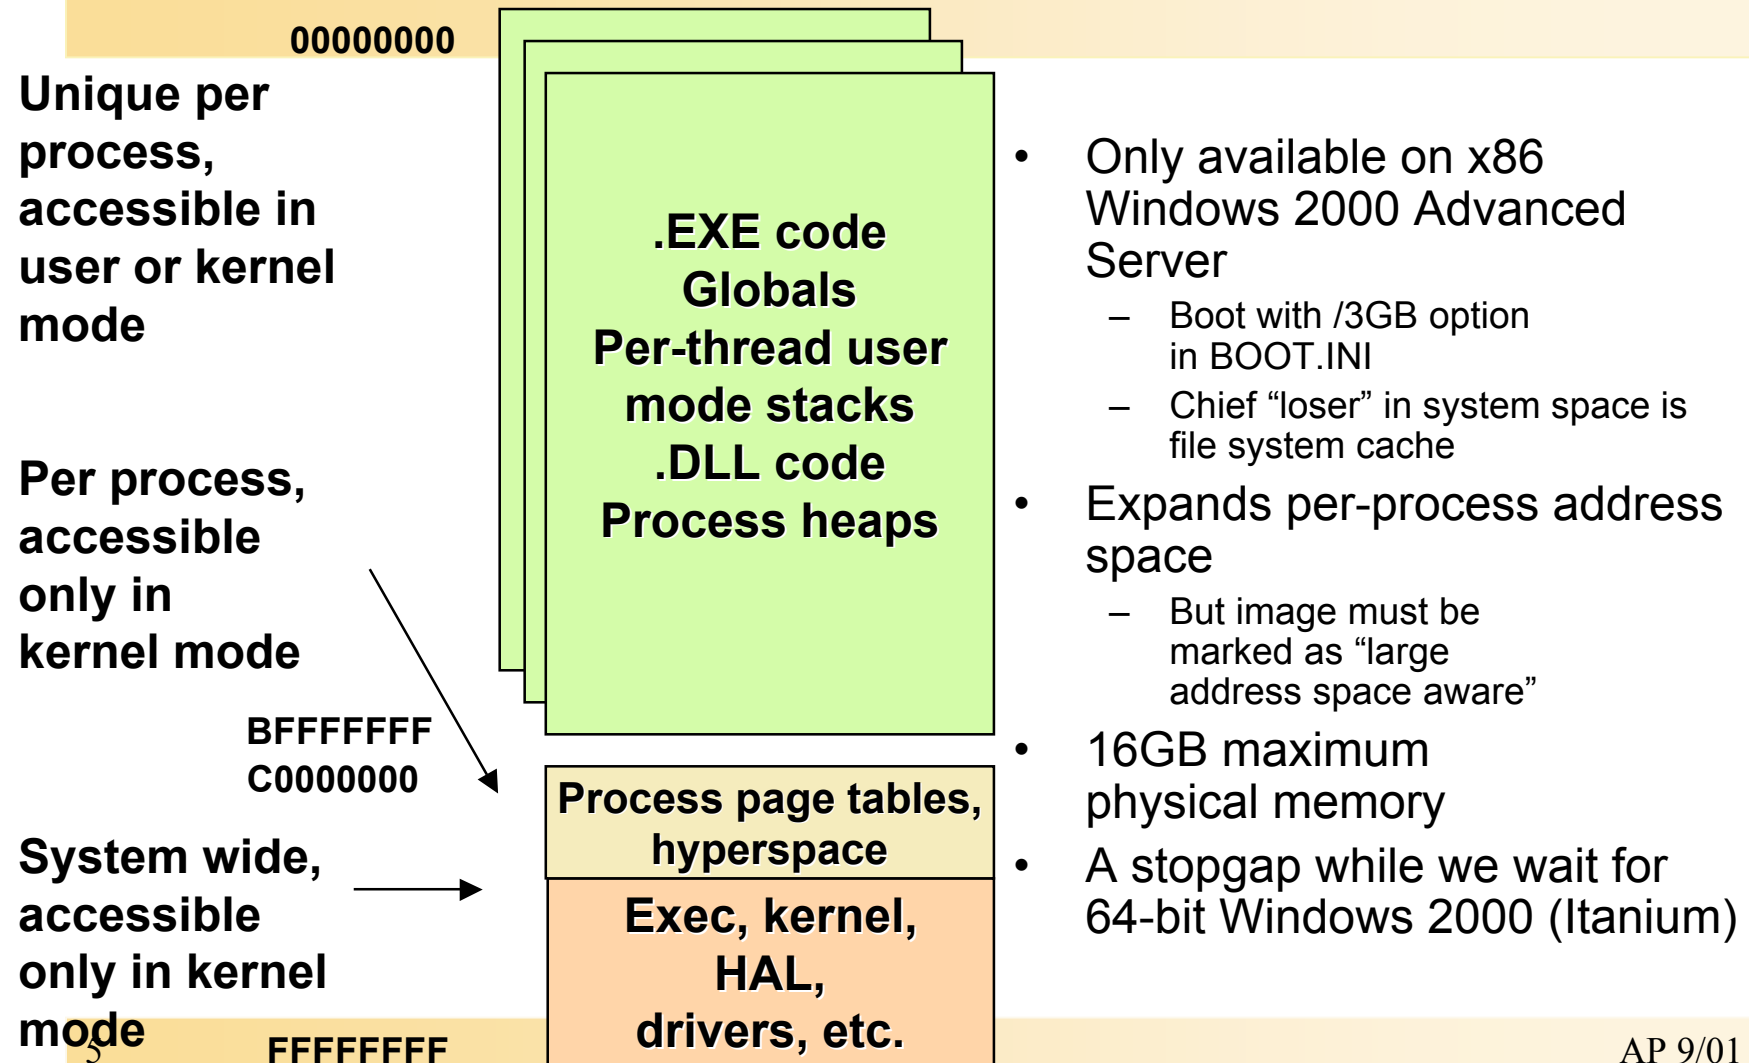 00000000
Unique per
process,
accessible in
user or kernel
mode
Per process,
accessible
only in
kernel mode
BFFFFFFF
C0000000
System wide,
accessible
only in kernel
mode
FFFFFFFF
.EXE code
Globals
Per-thread user
mode stacks
.DLL code
Process heaps
Process page tables,
hyperspace
Exec, kernel,
HAL,
drivers, etc.
• Only available on x86
Windows 2000 Advanced
Server
– Boot with /3GB option
in BOOT.INI
– Chief “loser” in system space is
file system cache
• Expands per-process address
space
– But image must be
marked as “large
address space aware”
• 16GB maximum
physical memory
• A stopgap while we wait for
64-bit Windows 2000 (Itanium)
5
AP 9/01